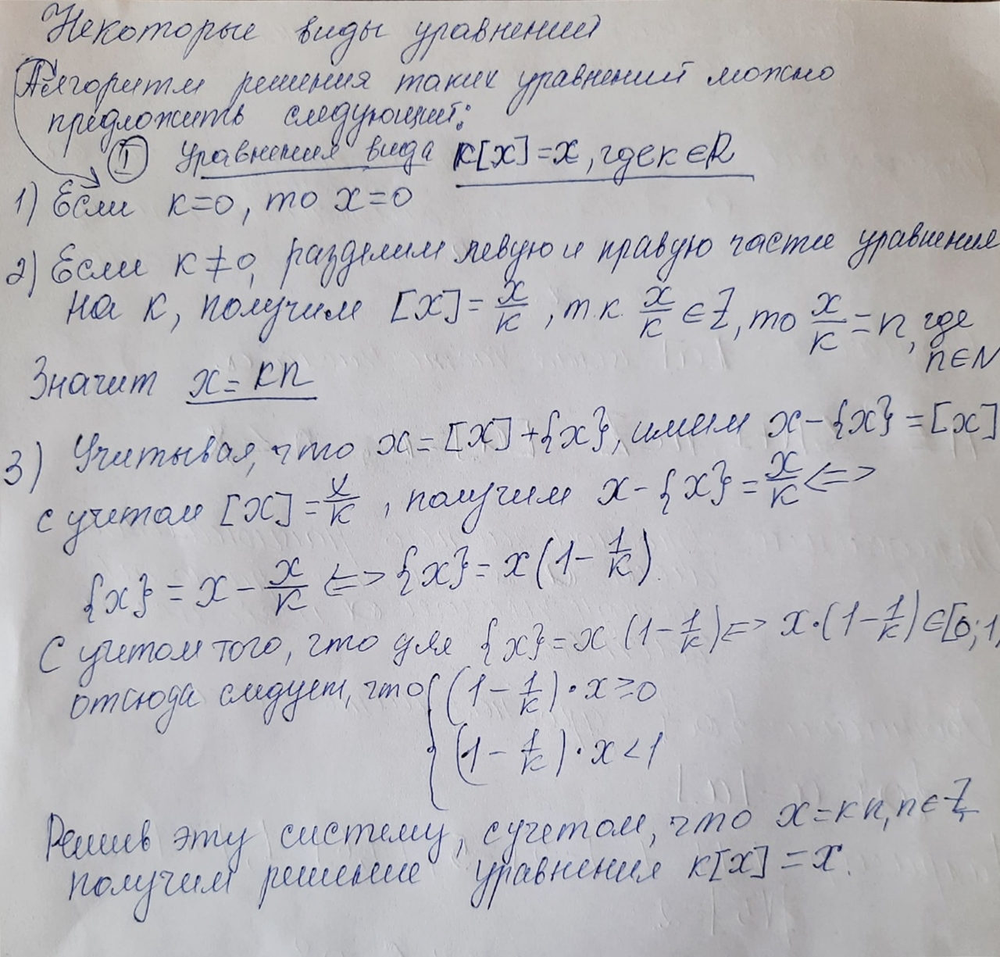 Некоторые виды уравнений
Алгоритм решения таких уравнений можно
предложить следующий:
I Уравнения вида к[x]=x, где к∈R
1) Если к=0, то x=0
2) Если к≠0, разделим левую и правую части уравнения
на к, получим [x]=x/к, т.к. x/к ∈Z, то x/к=n, где
n∈N
Значит x=кn
3) Учитывая, что x=[x]+{x}, имеем x-{x}=[x]
с учетом [x]=x/к, получим x-{x}=x/к <=>
{x}=x-x/к <=> {x}=x(1-1/к).
С учетом того, что для {x}=x(1-1/к) <=> x·(1-1/к)∈[0;1)
отсюда следует, что { (1-1/к)·x≥0
(1-1/к)·x<1
Решив эту систему, с учетом, что x=кn, n∈Z,
получим решение уравнения к[x]=x.